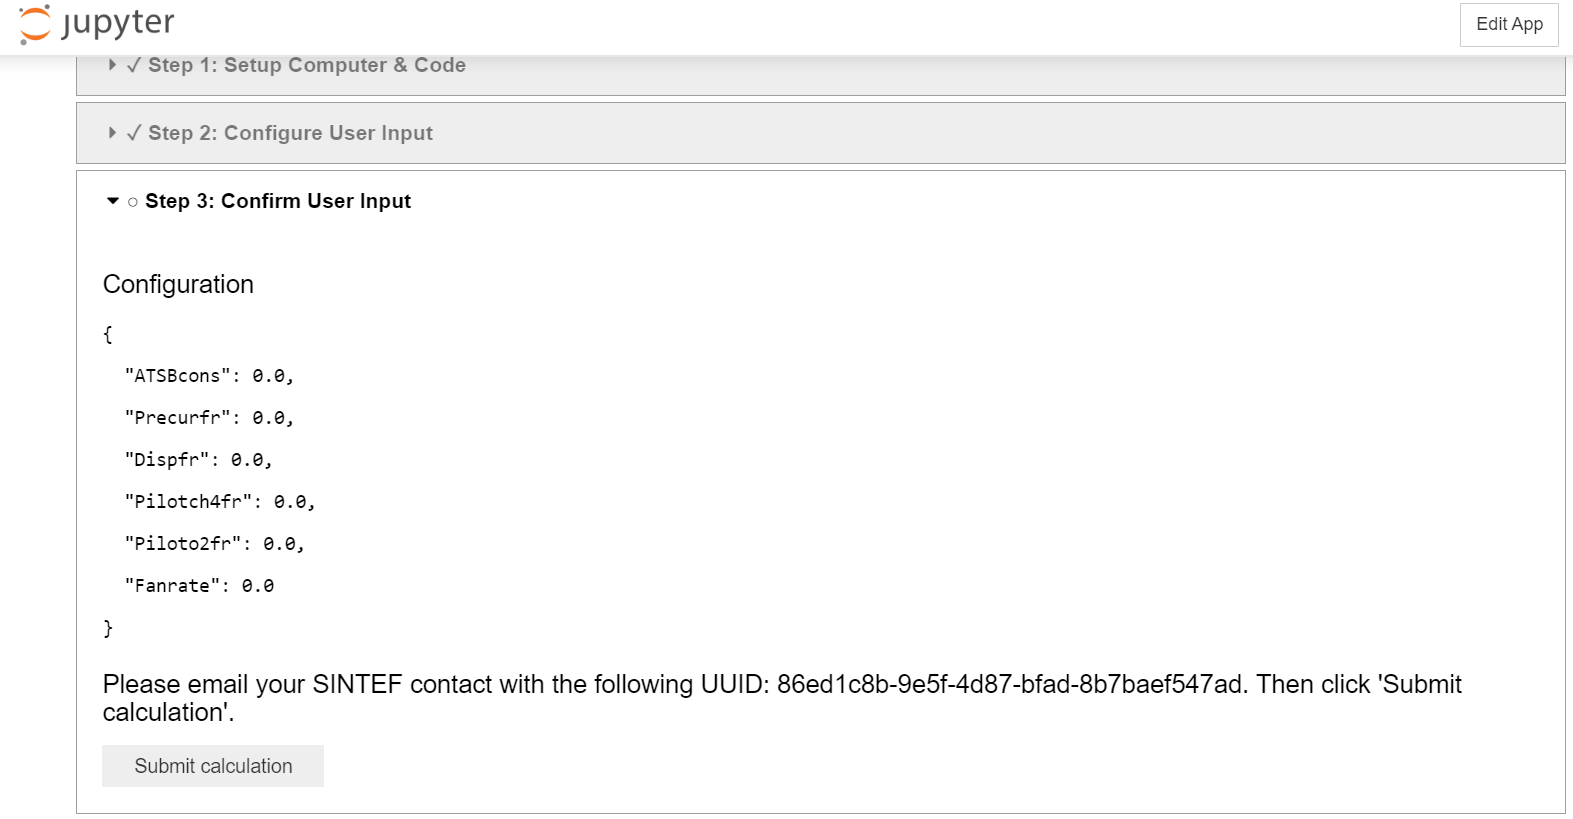 jupyter
Edit App
✓ Step 1: Setup Computer & Code
✓ Step 2: Configure User Input
Step 3: Confirm User Input
Configuration
{
"ATSBcons": 0.0,
"Precurfr": 0.0,
"Dispfr": 0.0,
"Pilotch4fr": 0.0,
"Piloto2fr": 0.0,
"Fanrate": 0.0
}
Please email your SINTEF contact with the following UUID: 86ed1c8b-9e5f-4d87-bfad-8b7baef547ad. Then click 'Submit
calculation'.
Submit calculation